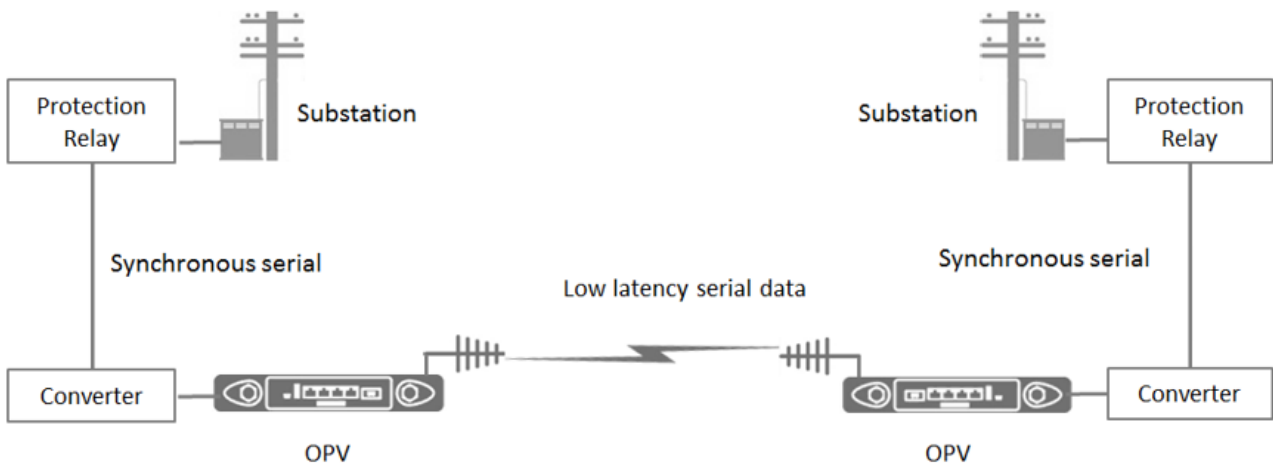 Protection
Relay
Substation
Substation
Protection
Relay
Synchronous serial
Synchronous serial
Low latency serial data
Converter
Converter
OPV
OPV